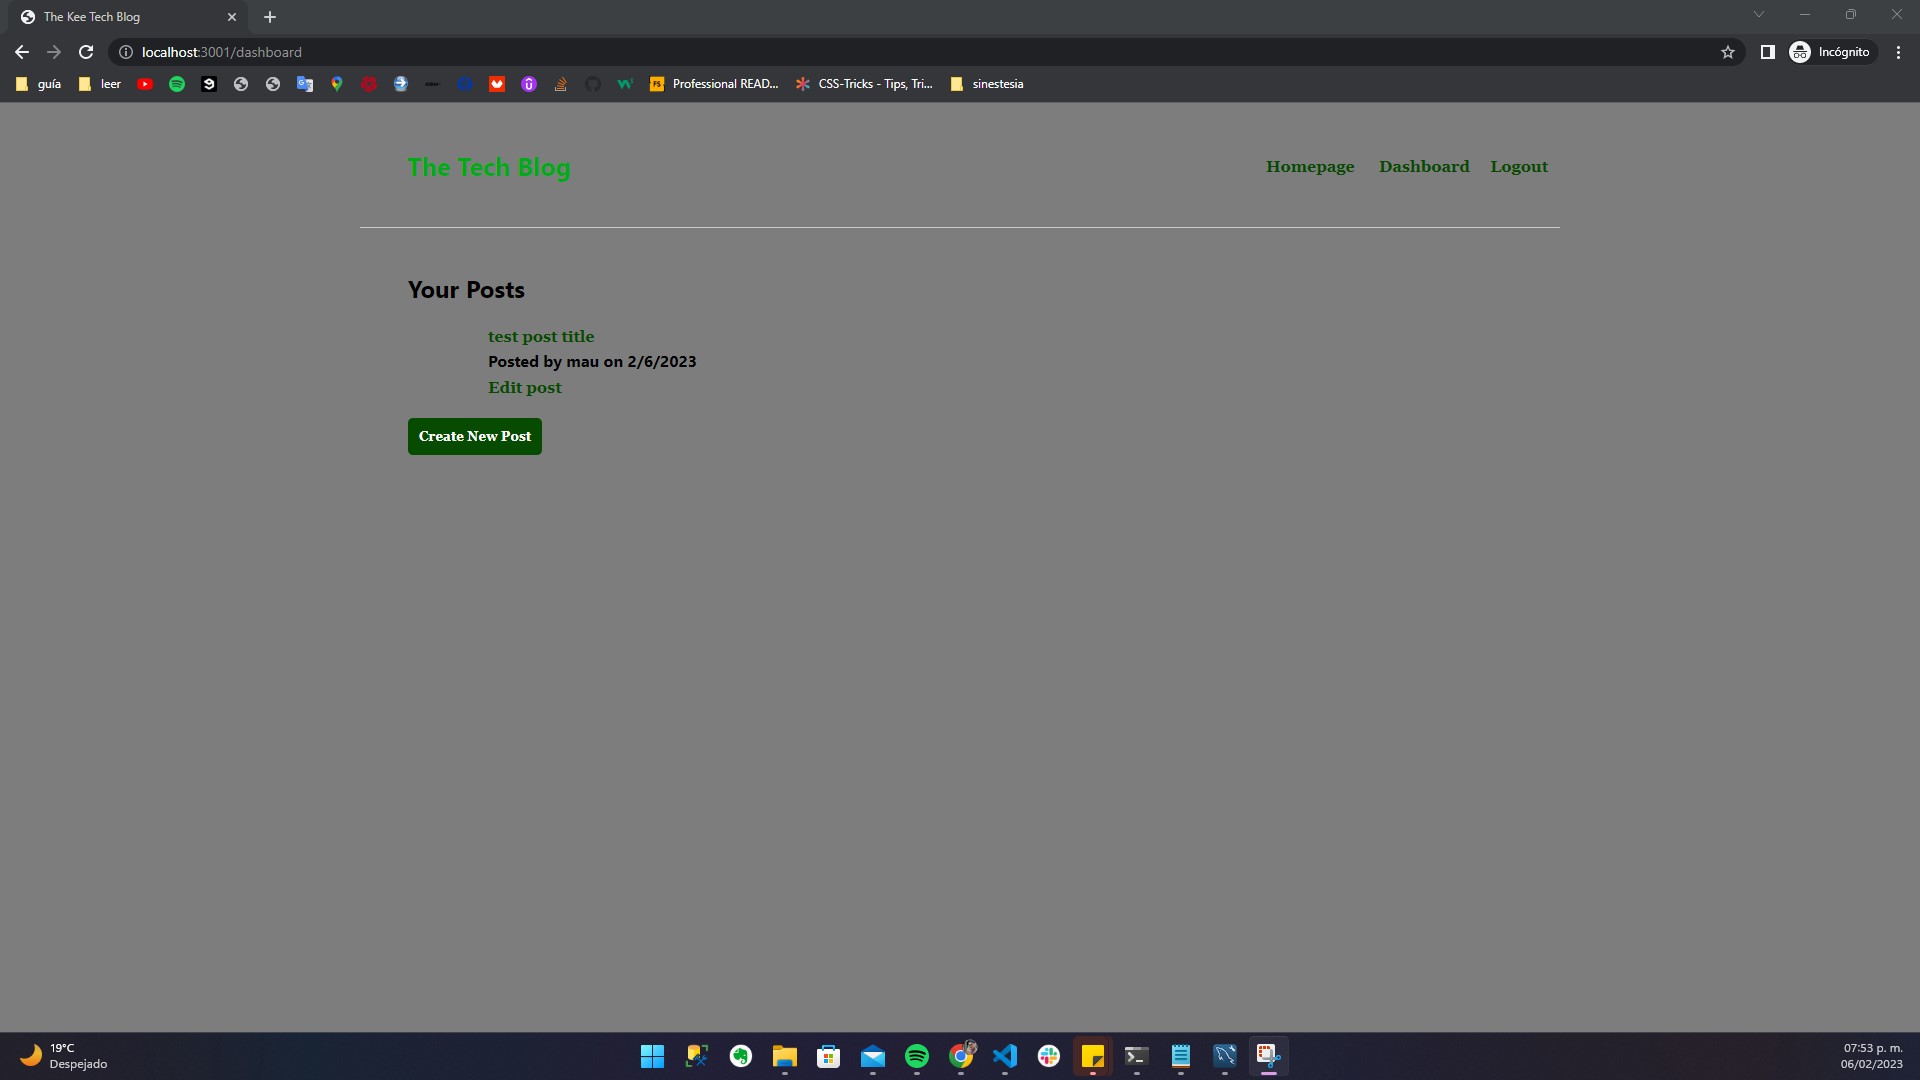 The Kee Tech Blog
localhost:3001/dashboard
Incógnito
guía
leer
Professional READ...
CSS-Tricks - Tips, Tri...
sinestesia
The Tech Blog
Homepage
Dashboard
Logout
Your Posts
test post title
Posted by mau on 2/6/2023
Edit post
Create New Post
19°C
Despejado
07:53 p. m.
06/02/2023